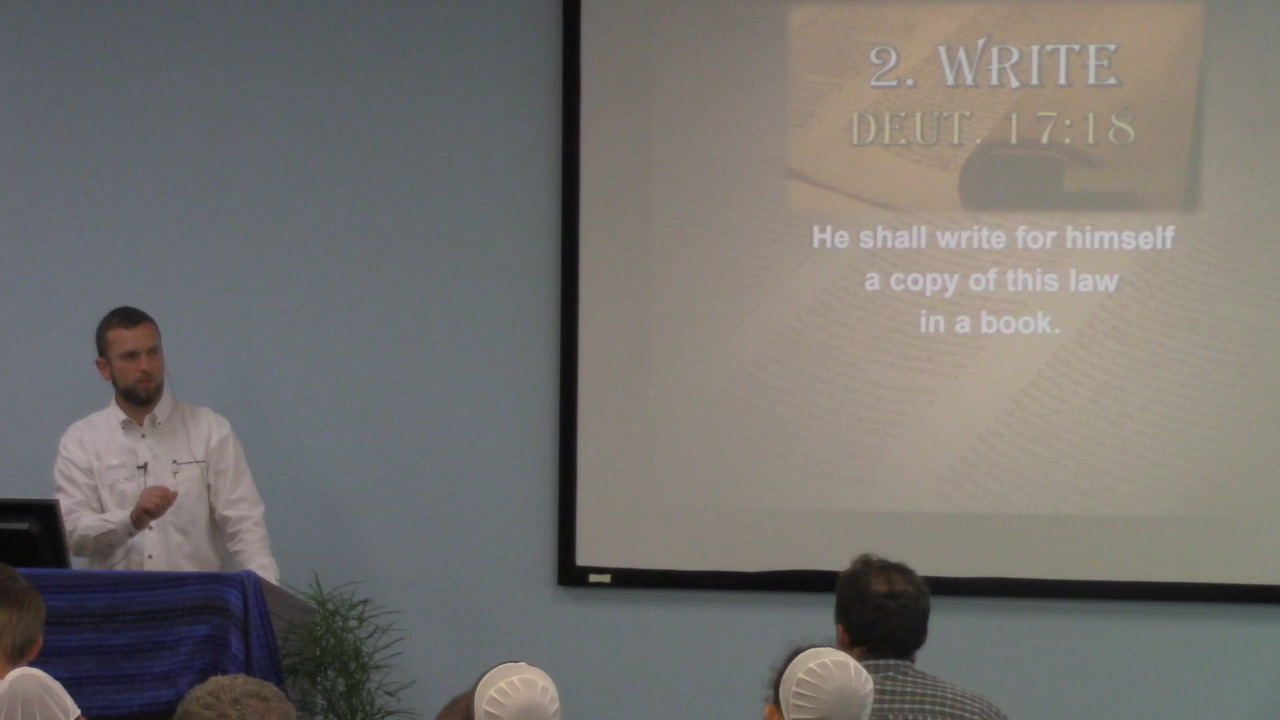 2. WRITE
DEUT. 17:18
He shall write for himself
a copy of this law
in a book.